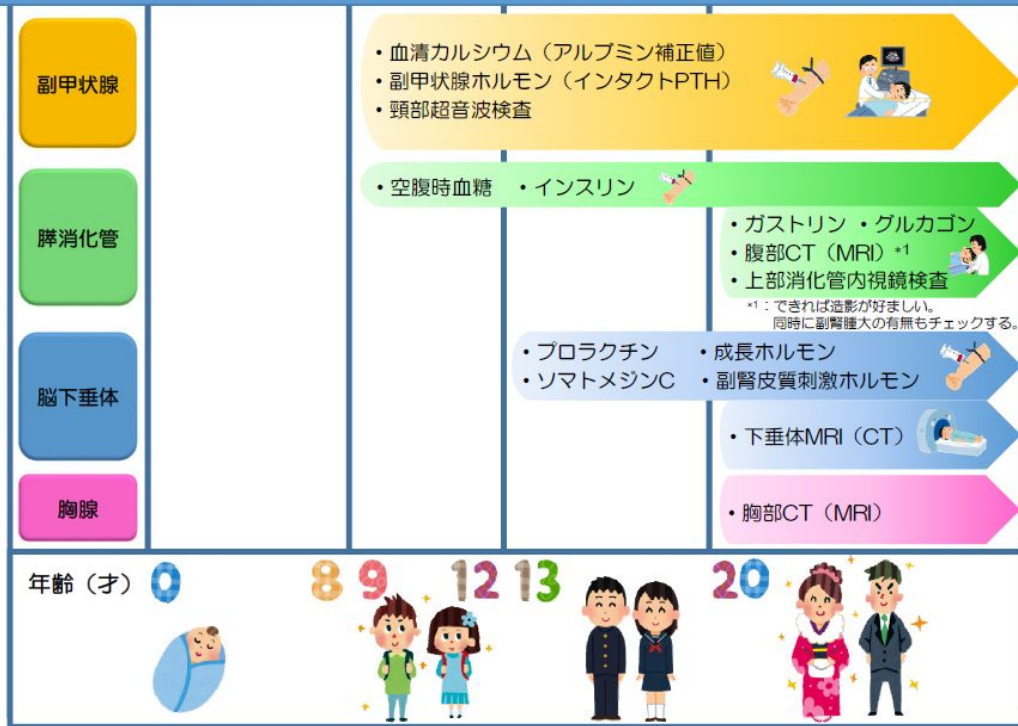 副甲状腺
・血清カルシウム（アルブミン補正値）
・副甲状腺ホルモン（インタクトPTH）
・頸部超音波検査
膵消化管
・空腹時血糖 ・インスリン
・ガストリン ・グルカゴン
・腹部CT（MRI）*1
・上部消化管内視鏡検査
*1：できれば造影が好ましい。
同時に副腎腫大の有無もチェックする。
脳下垂体
・プロラクチン ・成長ホルモン
・ソマトメジンC ・副腎皮質刺激ホルモン
・下垂体MRI（CT）
胸腺
・胸部CT（MRI）
年齢（才） 0 8 9 12 13 20